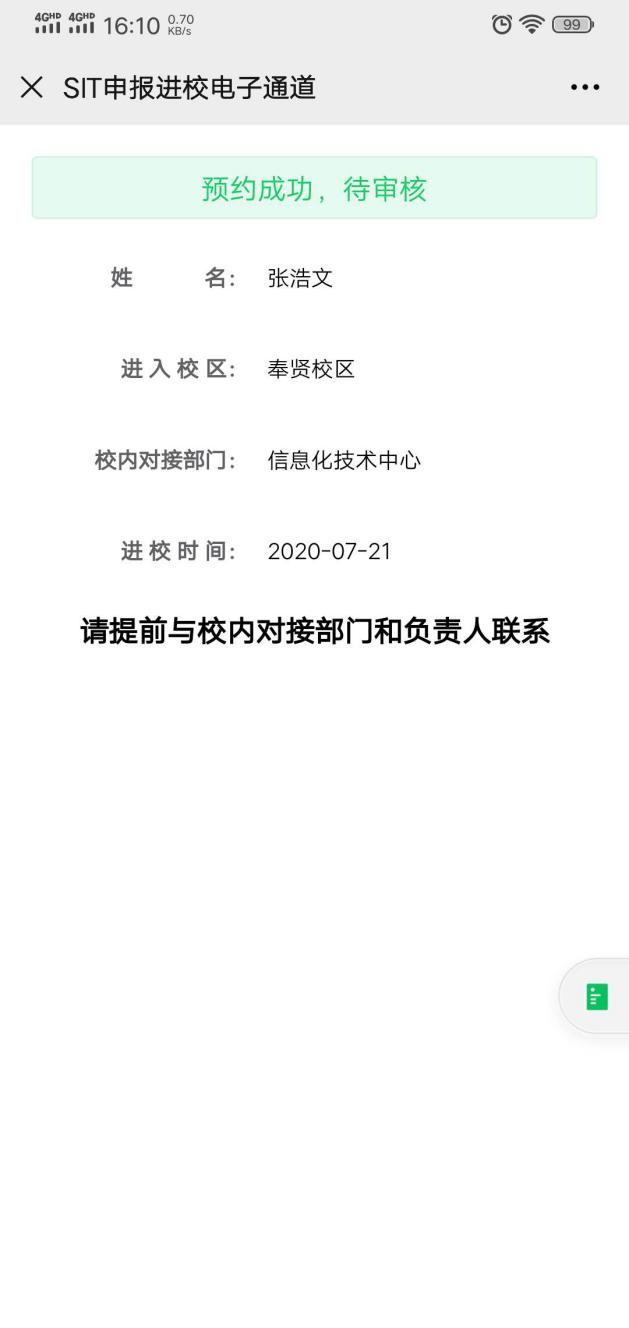 4GHD 4GHD 16:10 0.70 KB/s 99
SIT申报进校电子通道
预约成功，待审核
姓名： 张浩文
进入校区： 奉贤校区
校内对接部门： 信息化技术中心
进校时间： 2020-07-21
请提前与校内对接部门和负责人联系